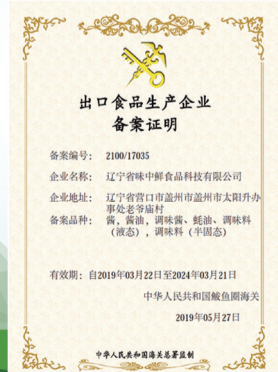 出口食品生产企业
备案证明
备案编号： 2100/17035
企业名称： 辽宁省味中鲜食品科技有限公司
企业地址： 辽宁省营口市盖州市盖州市太阳升办
事处老爷庙村
备案品种： 酱，酱油，调味酱、蚝油、调味料
（液态），调味料（半固态）
有效期：自2019年03月22日至2024年03月21日
中华人民共和国鲅鱼圈海关
2019年05月27日
中华人民共和国海关总署监制